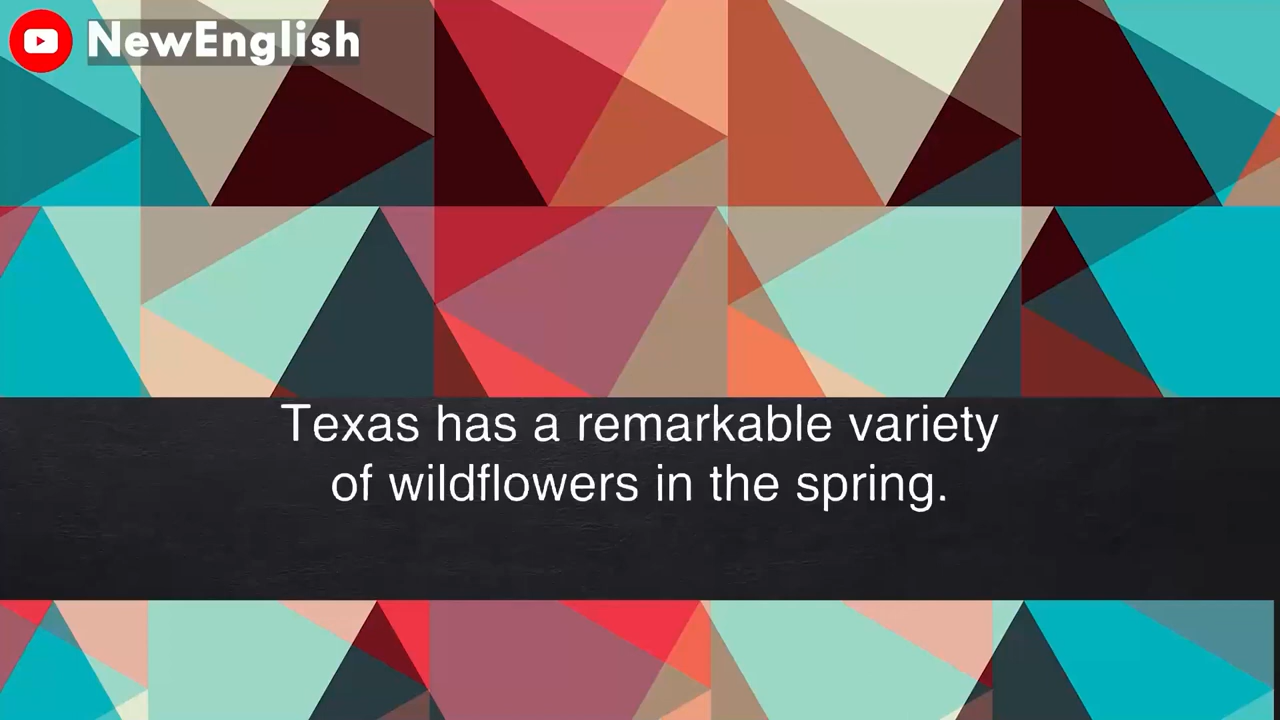 NewEnglish
Texas has a remarkable variety
of wildflowers in the spring.